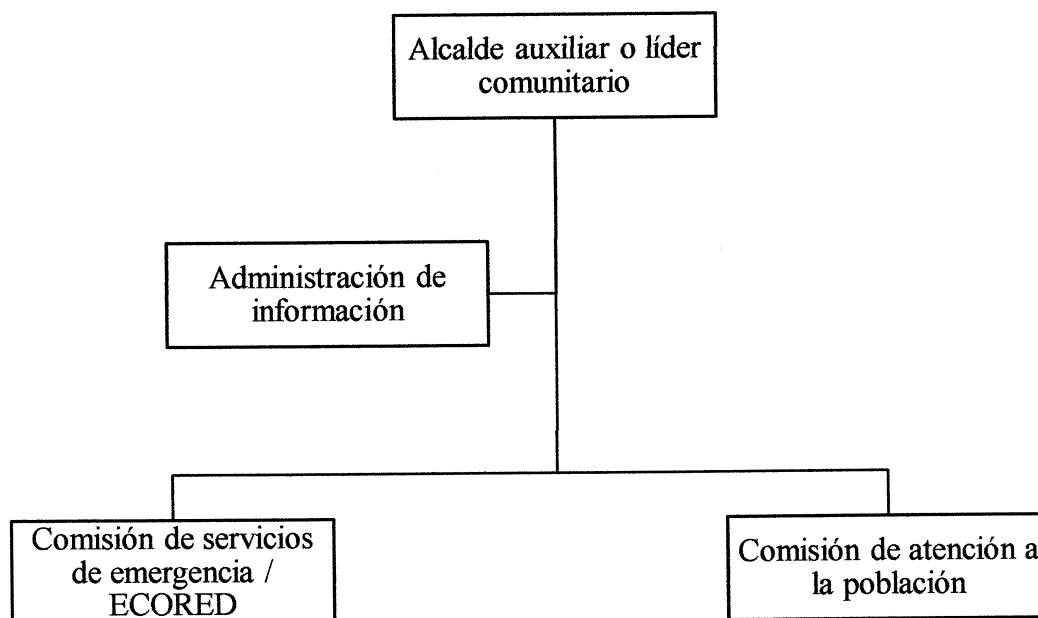 Alcalde auxiliar o líder
comunitario
Administración de
información
Comisión de servicios
de emergencia /
ECORED
Comisión de atención a
la población